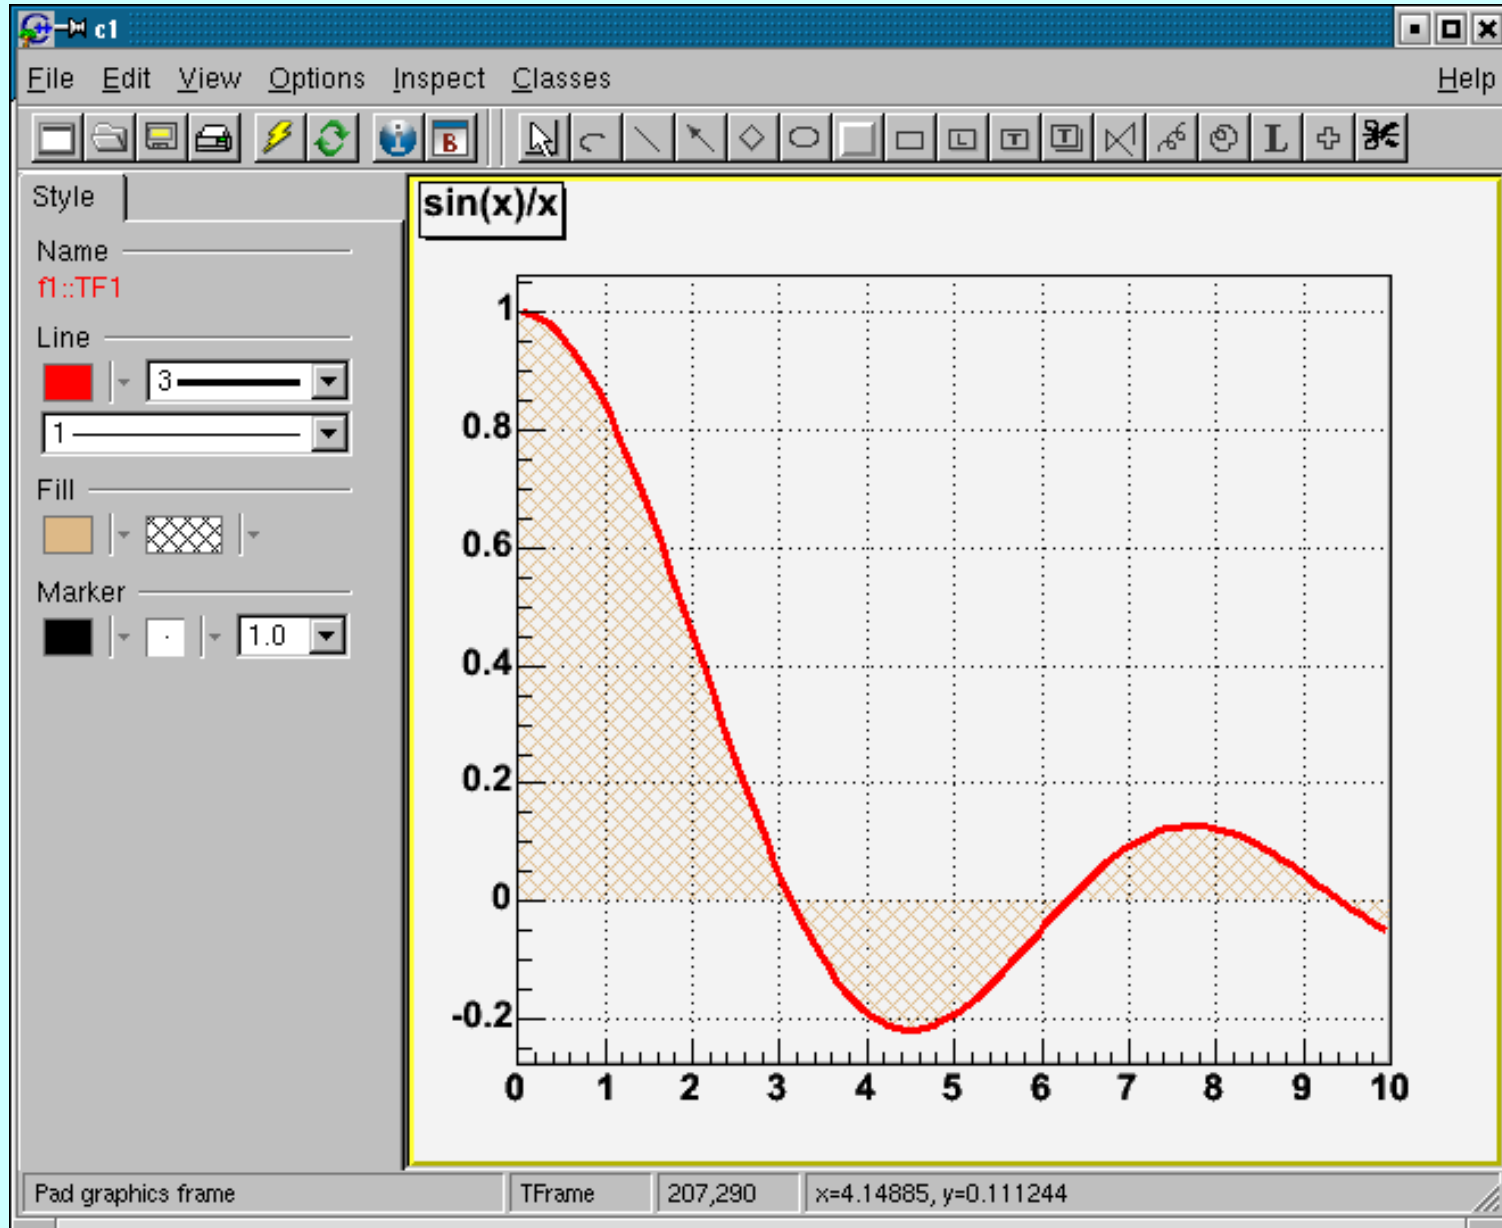 c1
File Edit View Options Inspect Classes Help
B L T T L
Style
Name
f1::TF1
Line
3
1
Fill
Marker
1.0
sin(x)/x
1
0.8
0.6
0.4
0.2
0
-0.2
0 1 2 3 4 5 6 7 8 9 10
Pad graphics frame TFrame 207,290 x=4.14885, y=0.111244